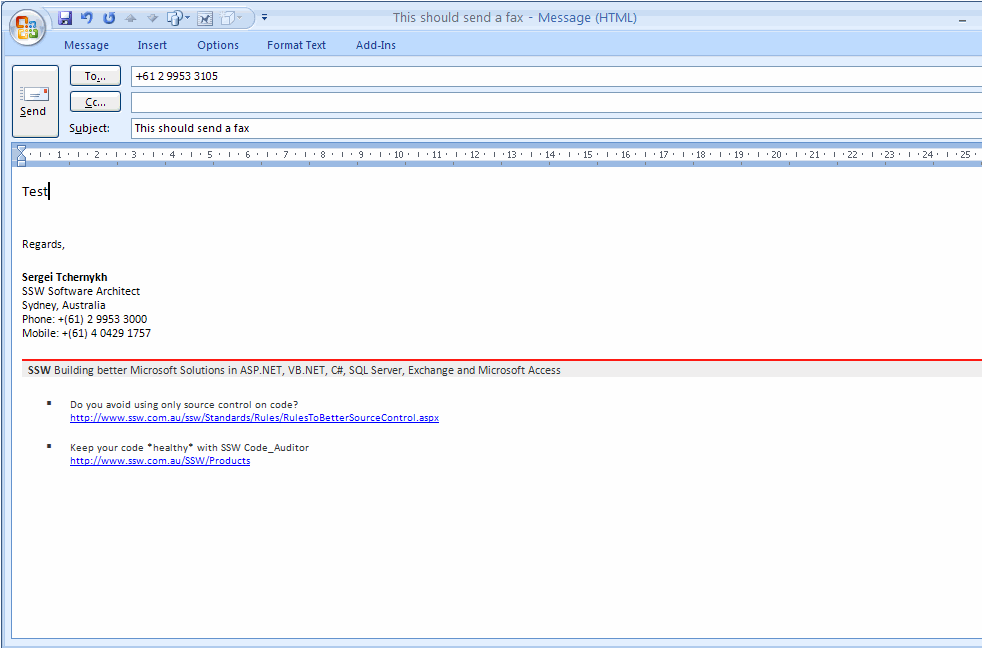 This should send a fax - Message (HTML)
Message Insert Options Format Text Add-Ins
To... +61 2 9953 3105
Send
Cc...
Subject: This should send a fax
1 2 3 4 5 6 7 8 9 10 11 12 13 14 15 16 17 18 19 20 21 22 23 24 25
Test
Regards,
Sergei Tchernykh
SSW Software Architect
Sydney, Australia
Phone: +(61) 2 9953 3000
Mobile: +(61) 4 0429 1757
SSW Building better Microsoft Solutions in ASP.NET, VB.NET, C#, SQL Server, Exchange and Microsoft Access
▪ Do you avoid using only source control on code?
http://www.ssw.com.au/ssw/Standards/Rules/RulesToBetterSourceControl.aspx
▪ Keep your code *healthy* with SSW Code_Auditor
http://www.ssw.com.au/SSW/Products